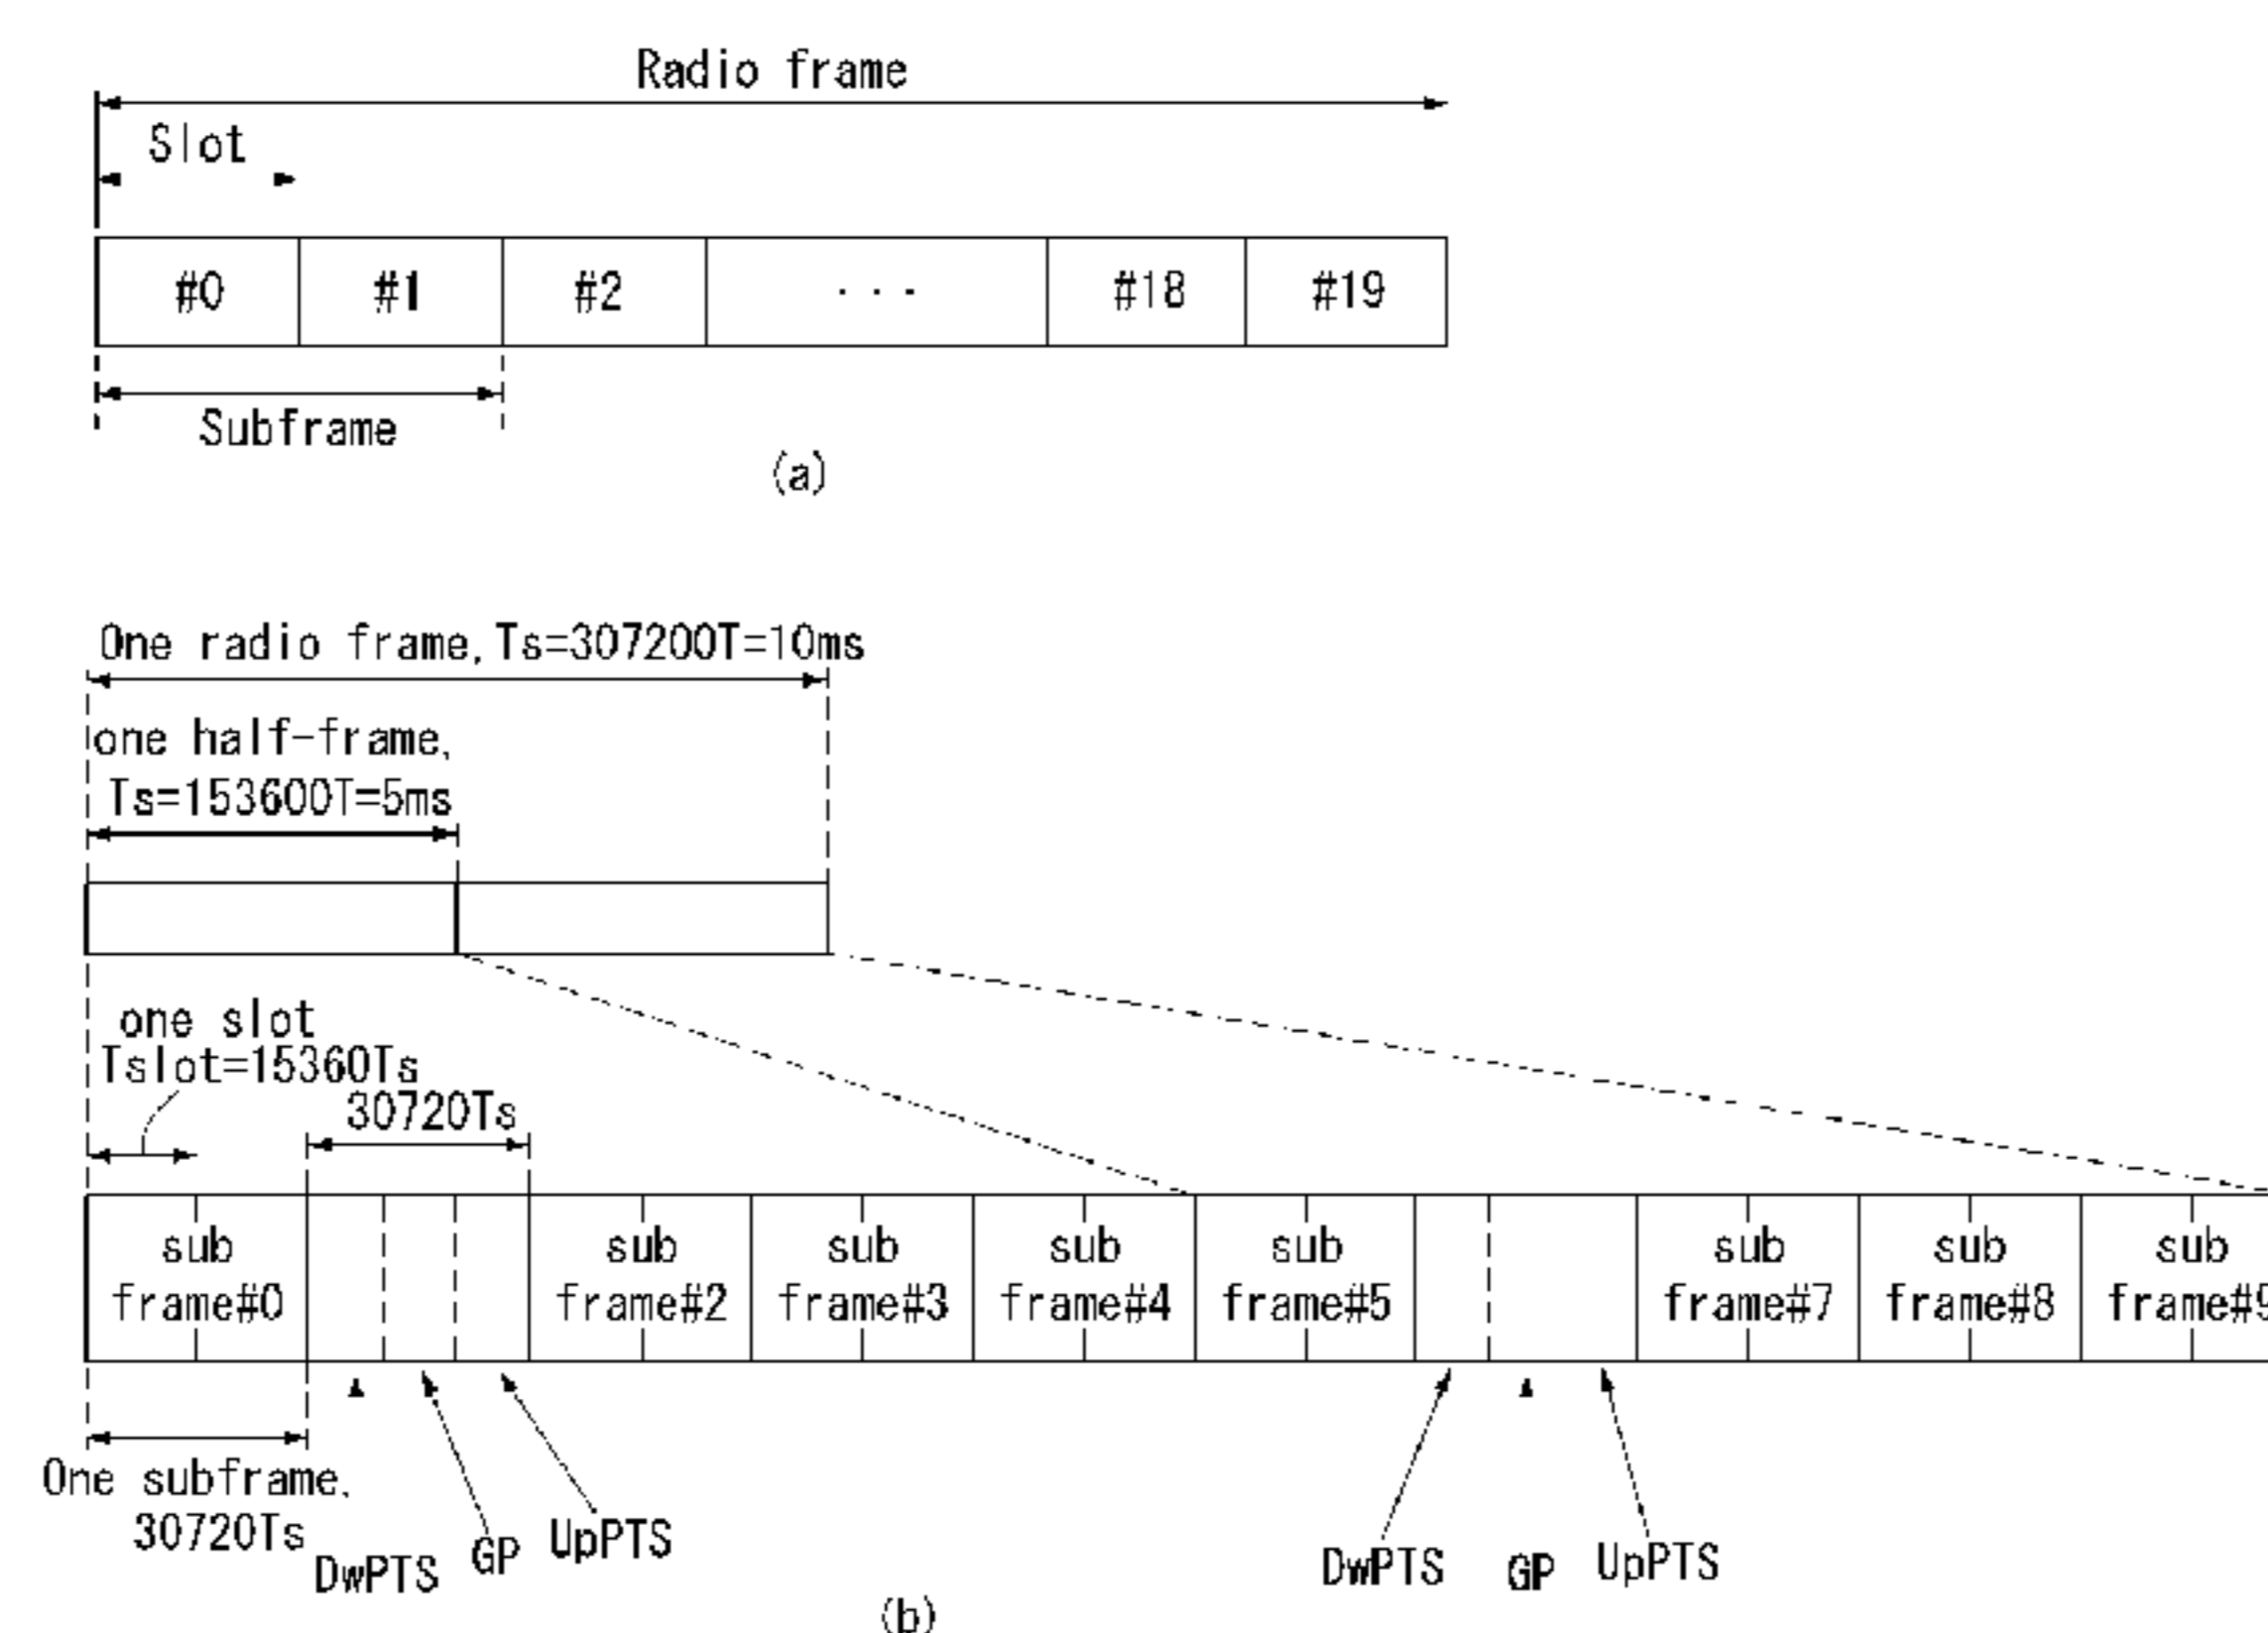 Radio frame
Slot
#0 #1 #2 ··· #18 #19
Subframe
(a)
One radio frame, Ts=307200T=10ms
one half-frame,
Ts=153600T=5ms
one slot
Tslot=15360Ts
30720Ts
sub frame#0
sub frame#2
sub frame#3
sub frame#4
sub frame#5
sub frame#7
sub frame#8
sub frame#9
One subframe,
30720Ts
DwPTS GP UpPTS
DwPTS GP UpPTS
(b)